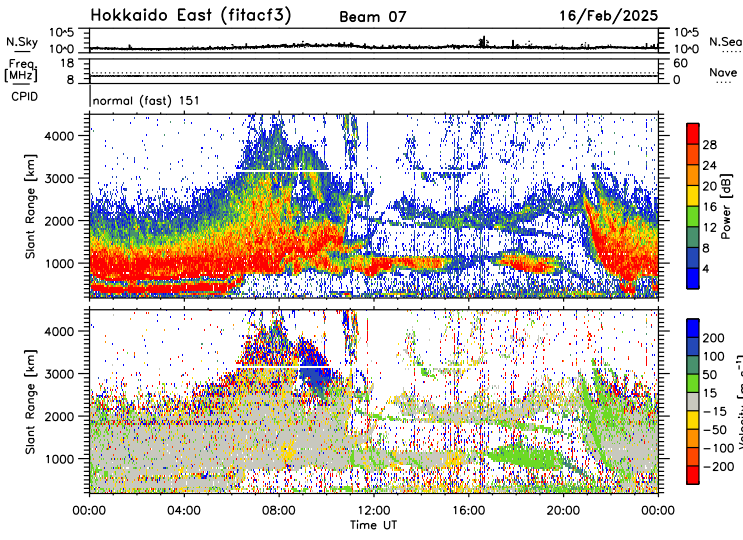 Hokkaido East (fitacf3) Beam 07 16/Feb/2025
N.Sky 10^5 10^0 10^5 10^0 N.Sea
Freq. [MHz] 18 8 60 0 Nave
CPID normal (fast) 151
Slant Range [km] 4000 3000 2000 1000
Power [dB] 28 24 20 16 12 8 4
Slant Range [km] 4000 3000 2000 1000
200 100 50 15 -15 -50 -100 -200
Velocity
00:00 04:00 08:00 12:00 16:00 20:00 00:00
Time UT